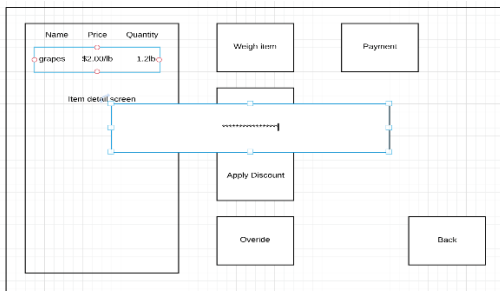 Name Price Quantity
grapes $2.00/lb 1.2lb
Item detail screen
Weigh item
Payment
Apply Discount
Overide
Back